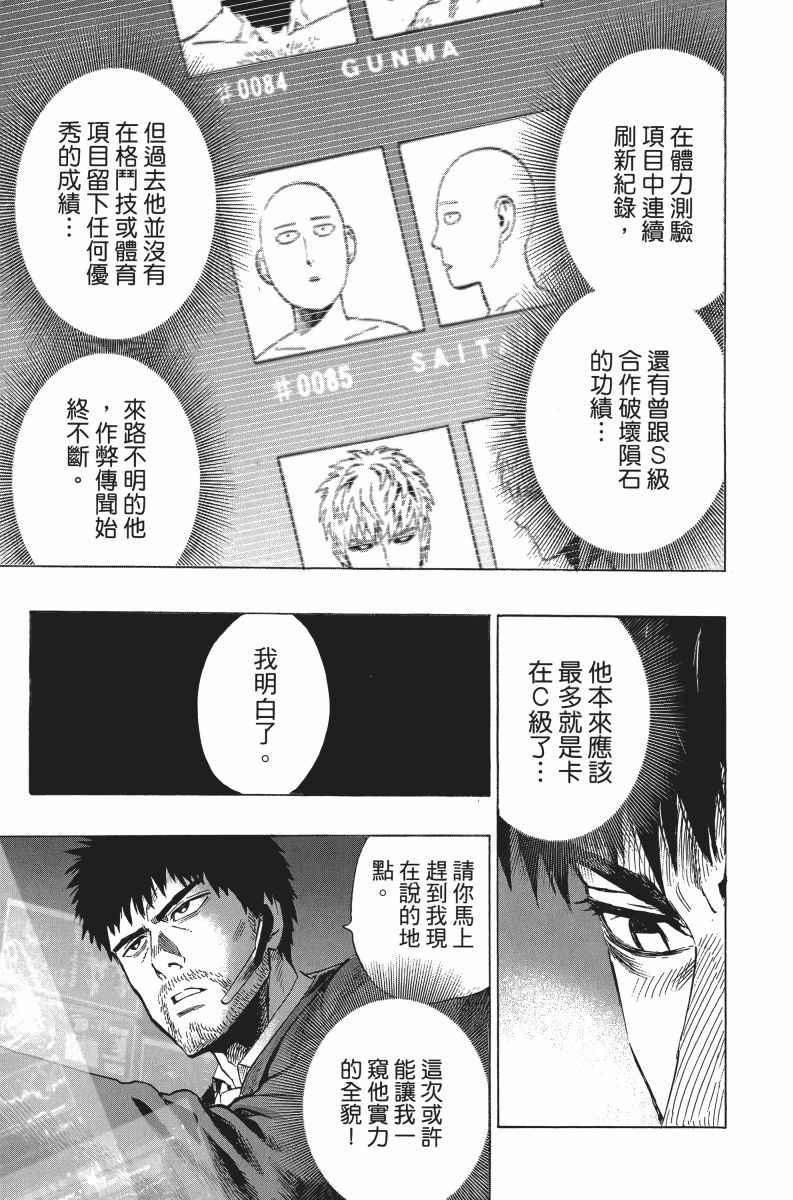 在體力測驗
項目中連續
刷新紀錄，
還有曾跟S級
合作破壞隕石
的功績…
但過去他並沒有
在格鬥技或體育
項目留下任何優
秀的成績…
來路不明的他
，作弊傳聞始
終不斷。
#0084 GUNMA
#0085 SAITA
他本來應該
最多就是卡
在C級了…
我明白了。
請你馬上
趕到我現
在說的地
點。
這次或許
能讓我一
窺他實力
的全貌！